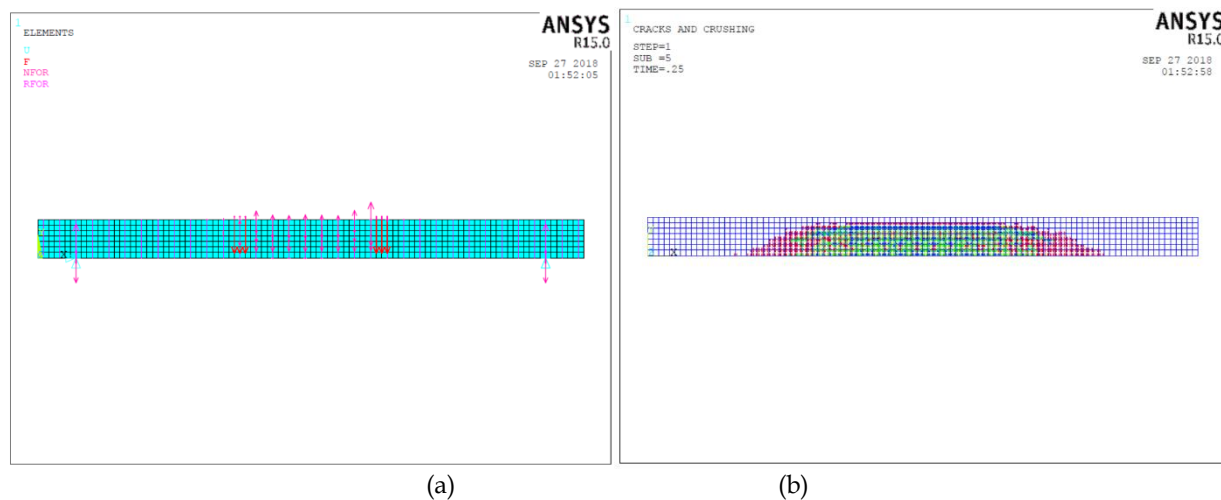 1
ELEMENTS
U
F
NFOR
RFOR
ANSYS
R15.0
SEP 27 2018
01:52:05
X
(a)
1
CRACKS AND CRUSHING
STEP=1
SUB =5
TIME=.25
ANSYS
R15.0
SEP 27 2018
01:52:58
X
(b)